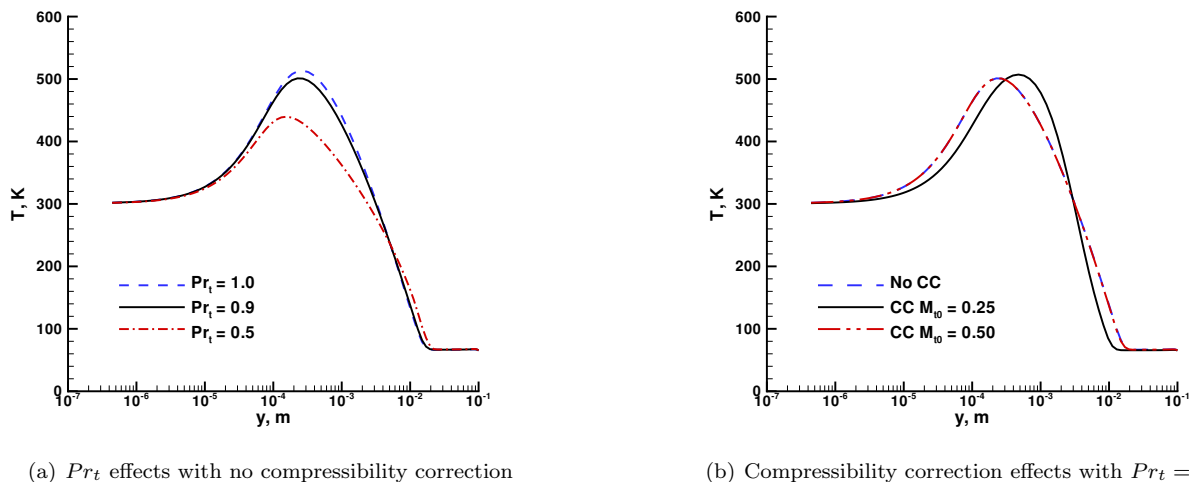 600
500
400
300
200
100
0
T, K
Pr_t = 1.0
Pr_t = 0.9
Pr_t = 0.5
10^-7 10^-6 10^-5 10^-4 10^-3 10^-2 10^-1
y, m
(a) Pr_t effects with no compressibility correction
600
500
400
300
200
100
0
T, K
No CC
CC M_t0 = 0.25
CC M_t0 = 0.50
10^-7 10^-6 10^-5 10^-4 10^-3 10^-2 10^-1
y, m
(b) Compressibility correction effects with Pr_t =